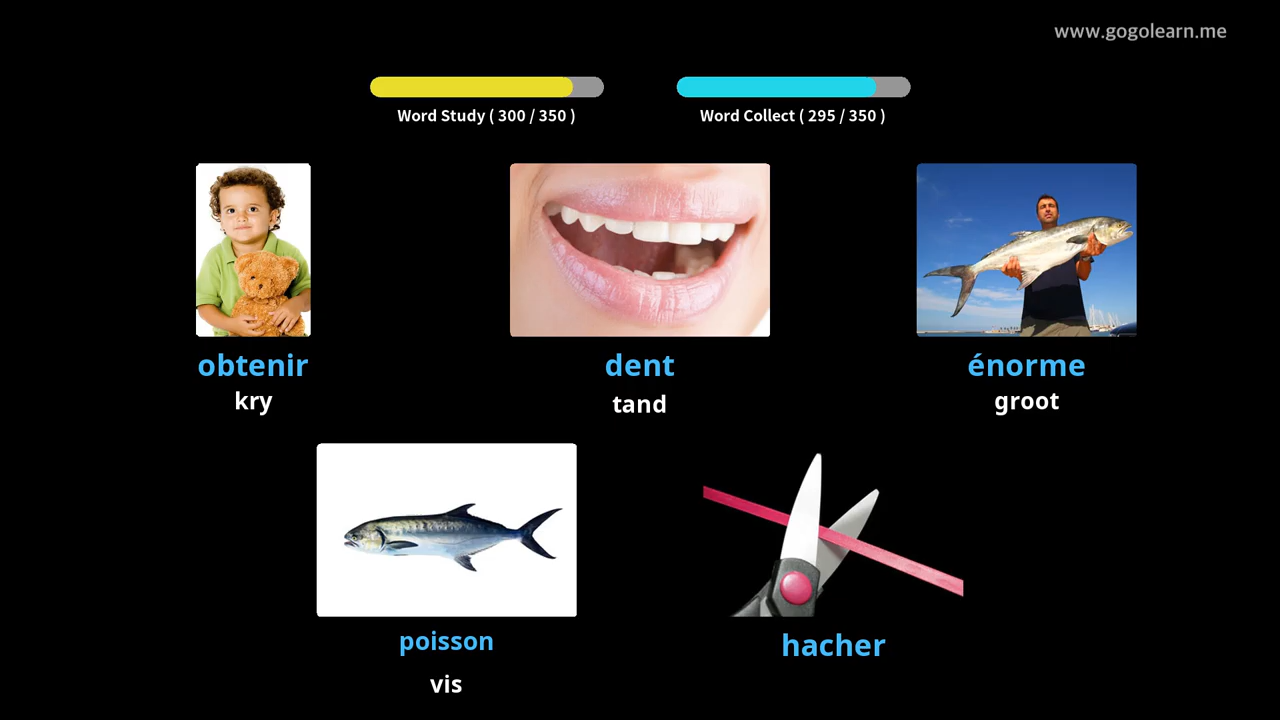 www.gogolearn.me
Word Study ( 300 / 350 )
Word Collect ( 295 / 350 )
obtenir
kry
dent
tand
énorme
groot
poisson
vis
hacher